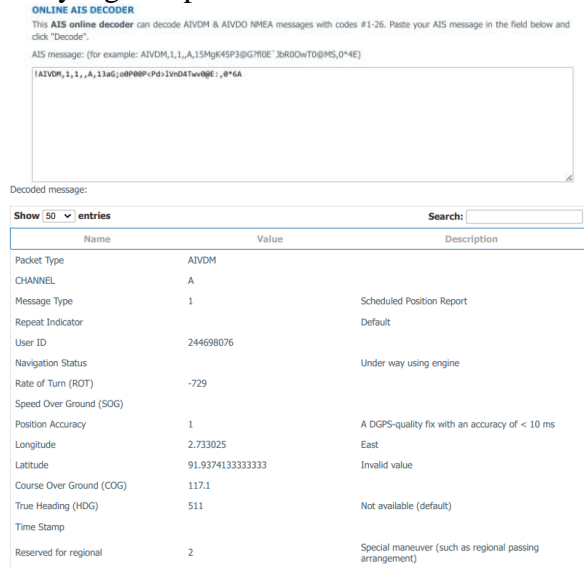 ONLINE AIS DECODER
This AIS online decoder can decode AIVDM & AIVDO NMEA messages with codes #1-26. Paste your AIS message in the field below and
click "Decode".
AIS message: (for example: AIVDM,1,1,,A,15MgK45P3@G?fl0E`JbR0OwT0@MS,0*4E)
!AIVDM,1,1,,A,13aG;o0P00P<Pd>lVnD4Twv0@E:,0*6A
Decoded message:
Show 50 entries Search:
Name Value Description
Packet Type AIVDM
CHANNEL A
Message Type 1 Scheduled Position Report
Repeat Indicator Default
User ID 244698076
Navigation Status Under way using engine
Rate of Turn (ROT) -729
Speed Over Ground (SOG)
Position Accuracy 1 A DGPS-quality fix with an accuracy of < 10 ms
Longitude 2.733025 East
Latitude 91.9374133333333 Invalid value
Course Over Ground (COG) 117.1
True Heading (HDG) 511 Not available (default)
Time Stamp
Reserved for regional 2 Special maneuver (such as regional passing
arrangement)